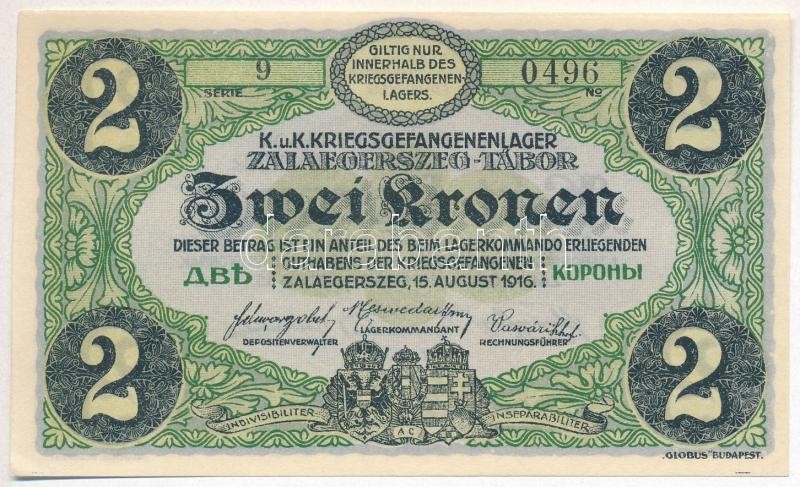 2
9
SERIE
GILTIG NUR
INNERHALB DES
KRIEGSGEFANGENEN-
LAGERS.
0496
No
2
K.u.K.KRIEGSGEFANGENENLAGER
ZALAEGERSZEG-TÁBOR
Zwei Kronen
DIESER BETRAG IST EIN ANTEIL DES BEIM LAGERKOMMANDO ERLIEGENDEN
ДВѢ GUTHABENS DER KRIEGSGEFANGENEN КОРОНЫ
ZALAEGERSZEG, 15. AUGUST 1916.
DEPOSITENVERWALTER
LAGERKOMMANDANT
RECHNUNGSFÜHRER
2
INDIVISIBILITER
AC
INSEPARABILITER
2
"GLOBUS" BUDAPEST.
darabanth